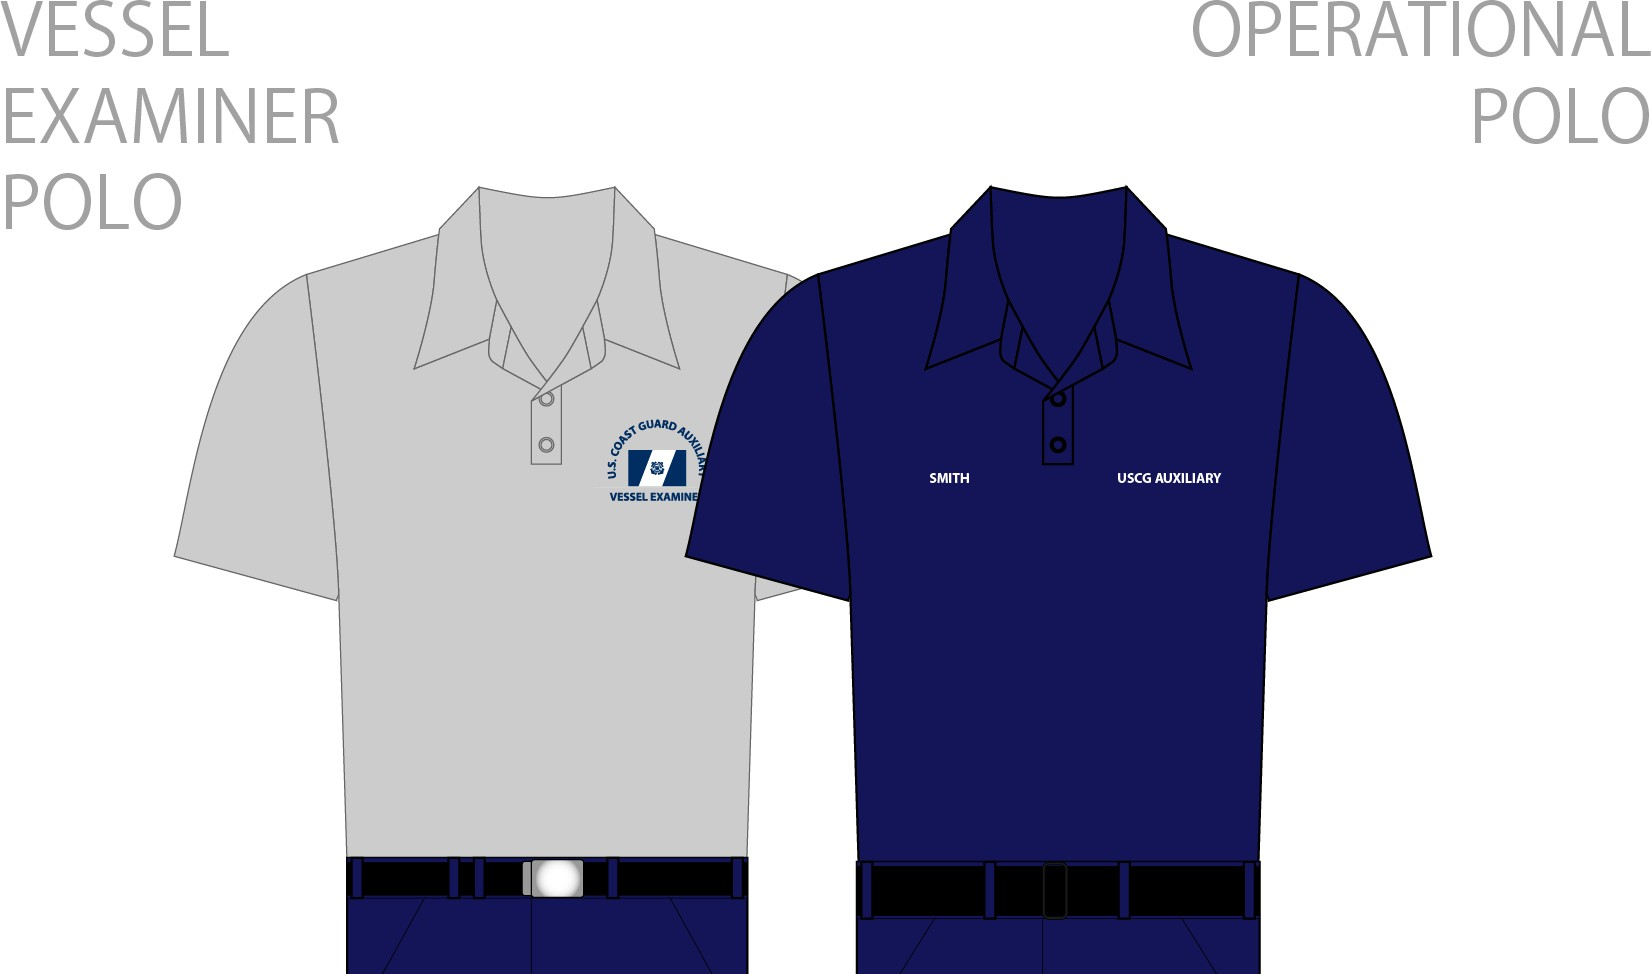 VESSEL
EXAMINER
POLO
OPERATIONAL
POLO
U.S. COAST GUARD AUXILIARY
VESSEL EXAMINE
SMITH
USCG AUXILIARY